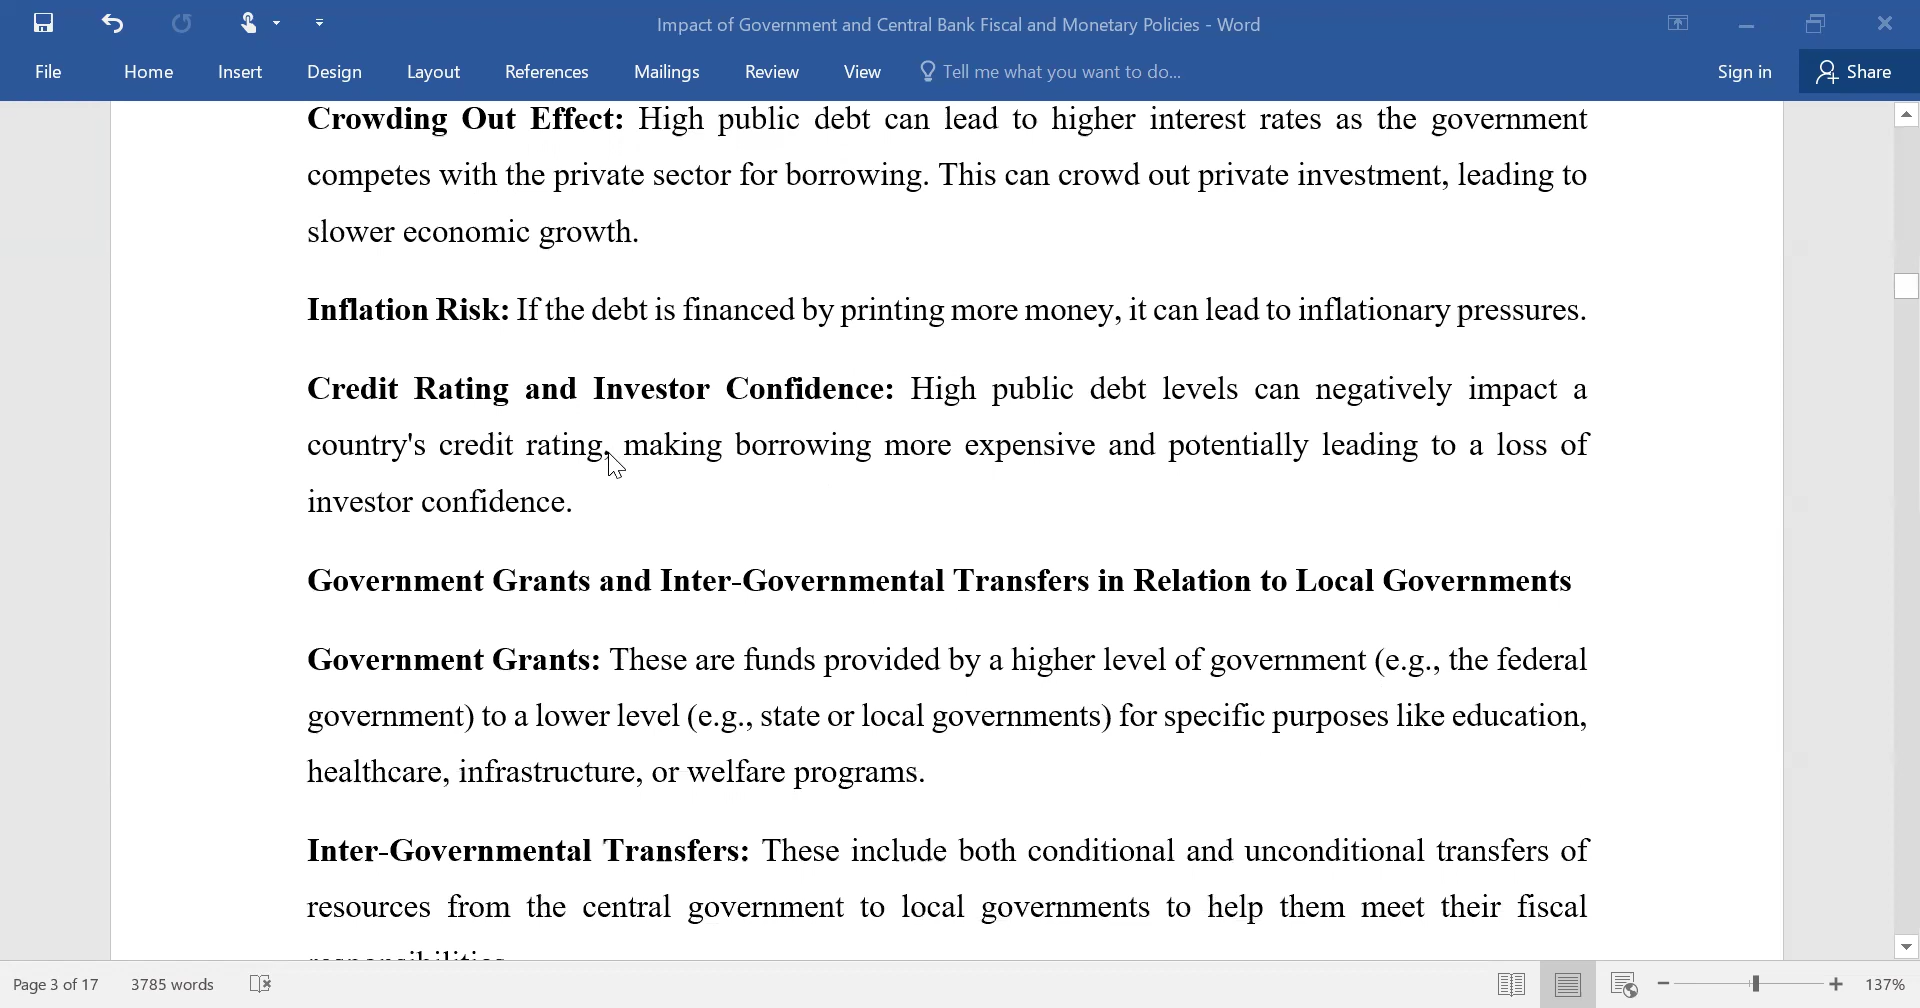 Impact of Government and Central Bank Fiscal and Monetary Policies - Word
File Home Insert Design Layout References Mailings Review View Tell me what you want to do... Sign in Share
Crowding Out Effect: High public debt can lead to higher interest rates as the government
competes with the private sector for borrowing. This can crowd out private investment, leading to
slower economic growth.
Inflation Risk: If the debt is financed by printing more money, it can lead to inflationary pressures.
Credit Rating and Investor Confidence: High public debt levels can negatively impact a
country's credit rating, making borrowing more expensive and potentially leading to a loss of
investor confidence.
Government Grants and Inter-Governmental Transfers in Relation to Local Governments
Government Grants: These are funds provided by a higher level of government (e.g., the federal
government) to a lower level (e.g., state or local governments) for specific purposes like education,
healthcare, infrastructure, or welfare programs.
Inter-Governmental Transfers: These include both conditional and unconditional transfers of
resources from the central government to local governments to help them meet their fiscal
Page 3 of 17 3785 words 137%